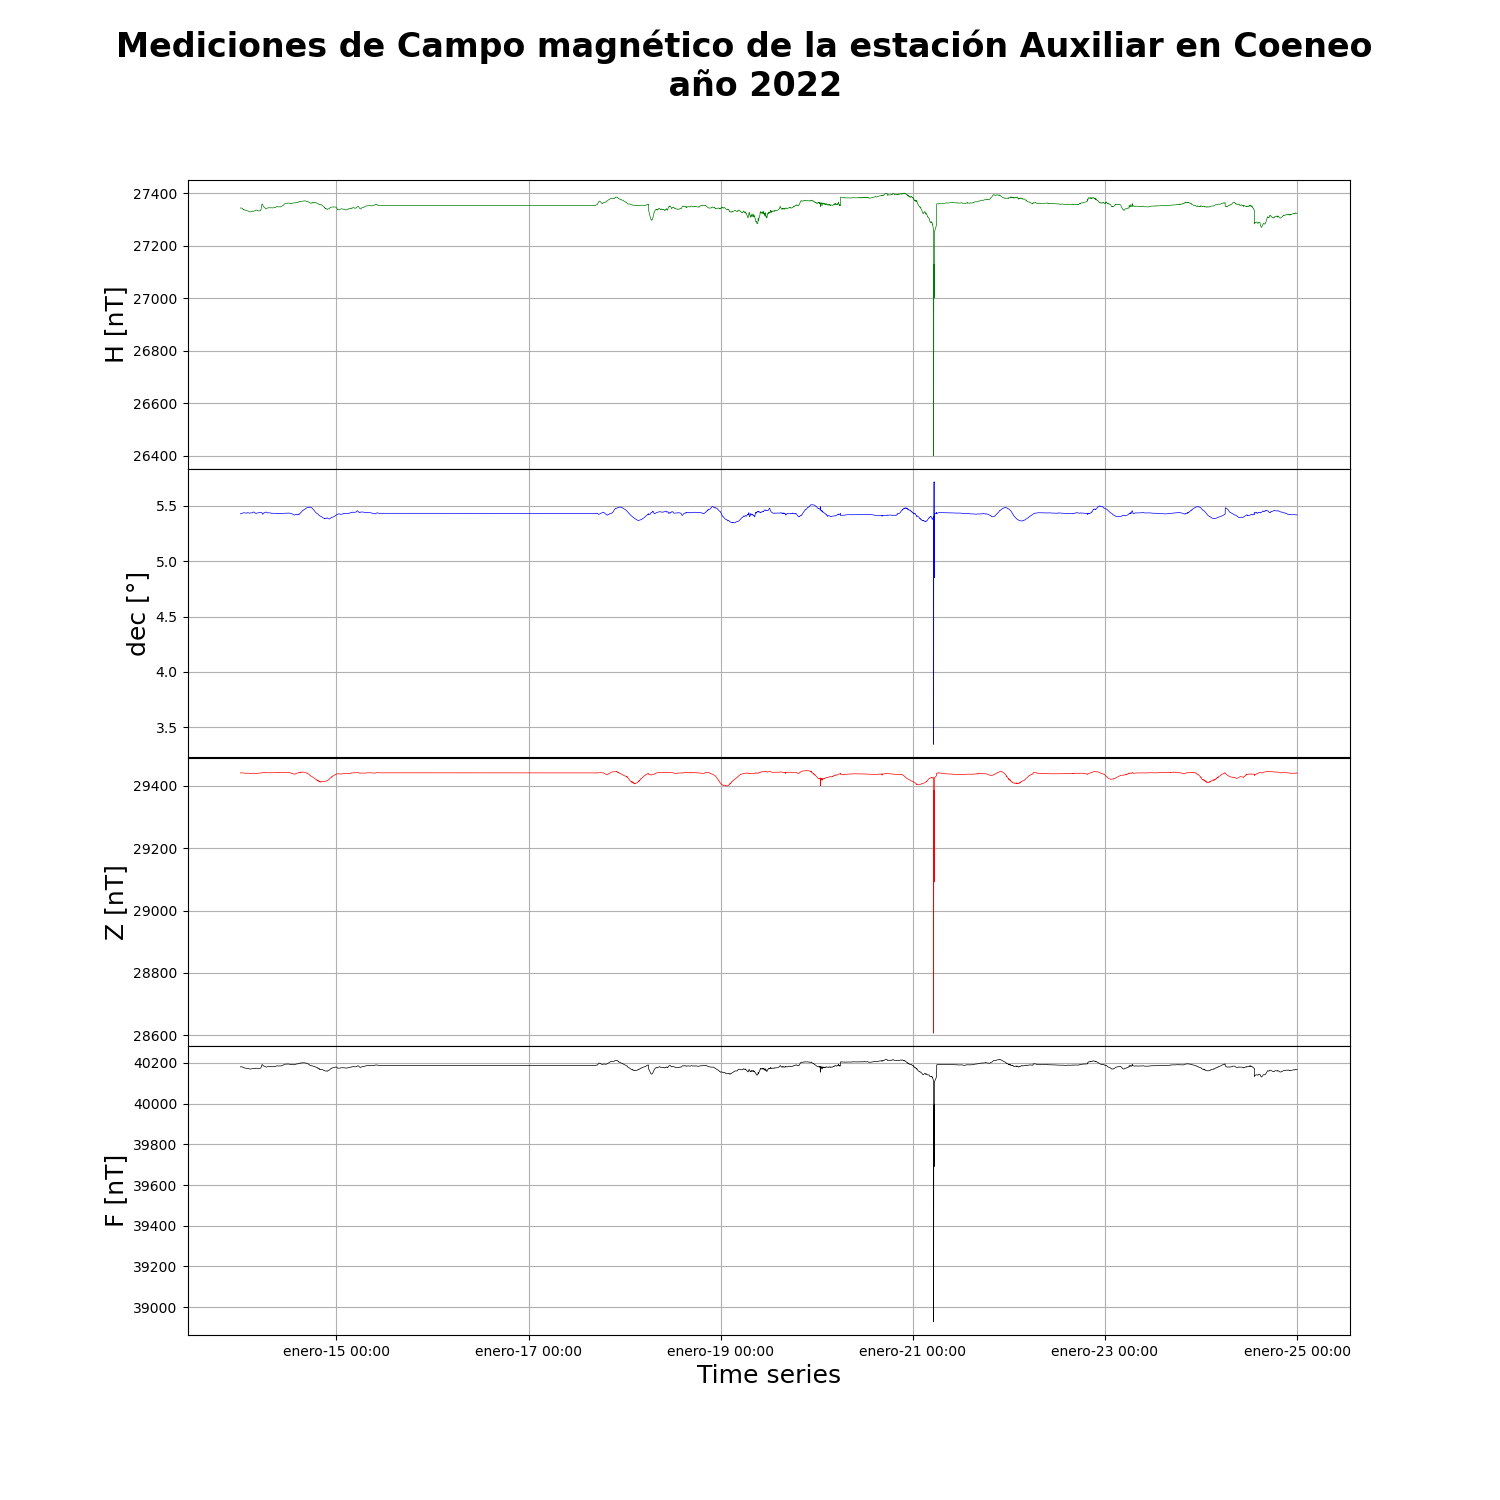 Mediciones de Campo magnético de la estación Auxiliar en Coeneo
año 2022
27400
27200
27000
26800
26600
26400
H [nT]
5.5
5.0
4.5
4.0
3.5
dec [°]
29400
29200
29000
28800
28600
Z [nT]
40200
40000
39800
39600
39400
39200
39000
F [nT]
enero-15 00:00 enero-17 00:00 enero-19 00:00 enero-21 00:00 enero-23 00:00 enero-25 00:00
Time series